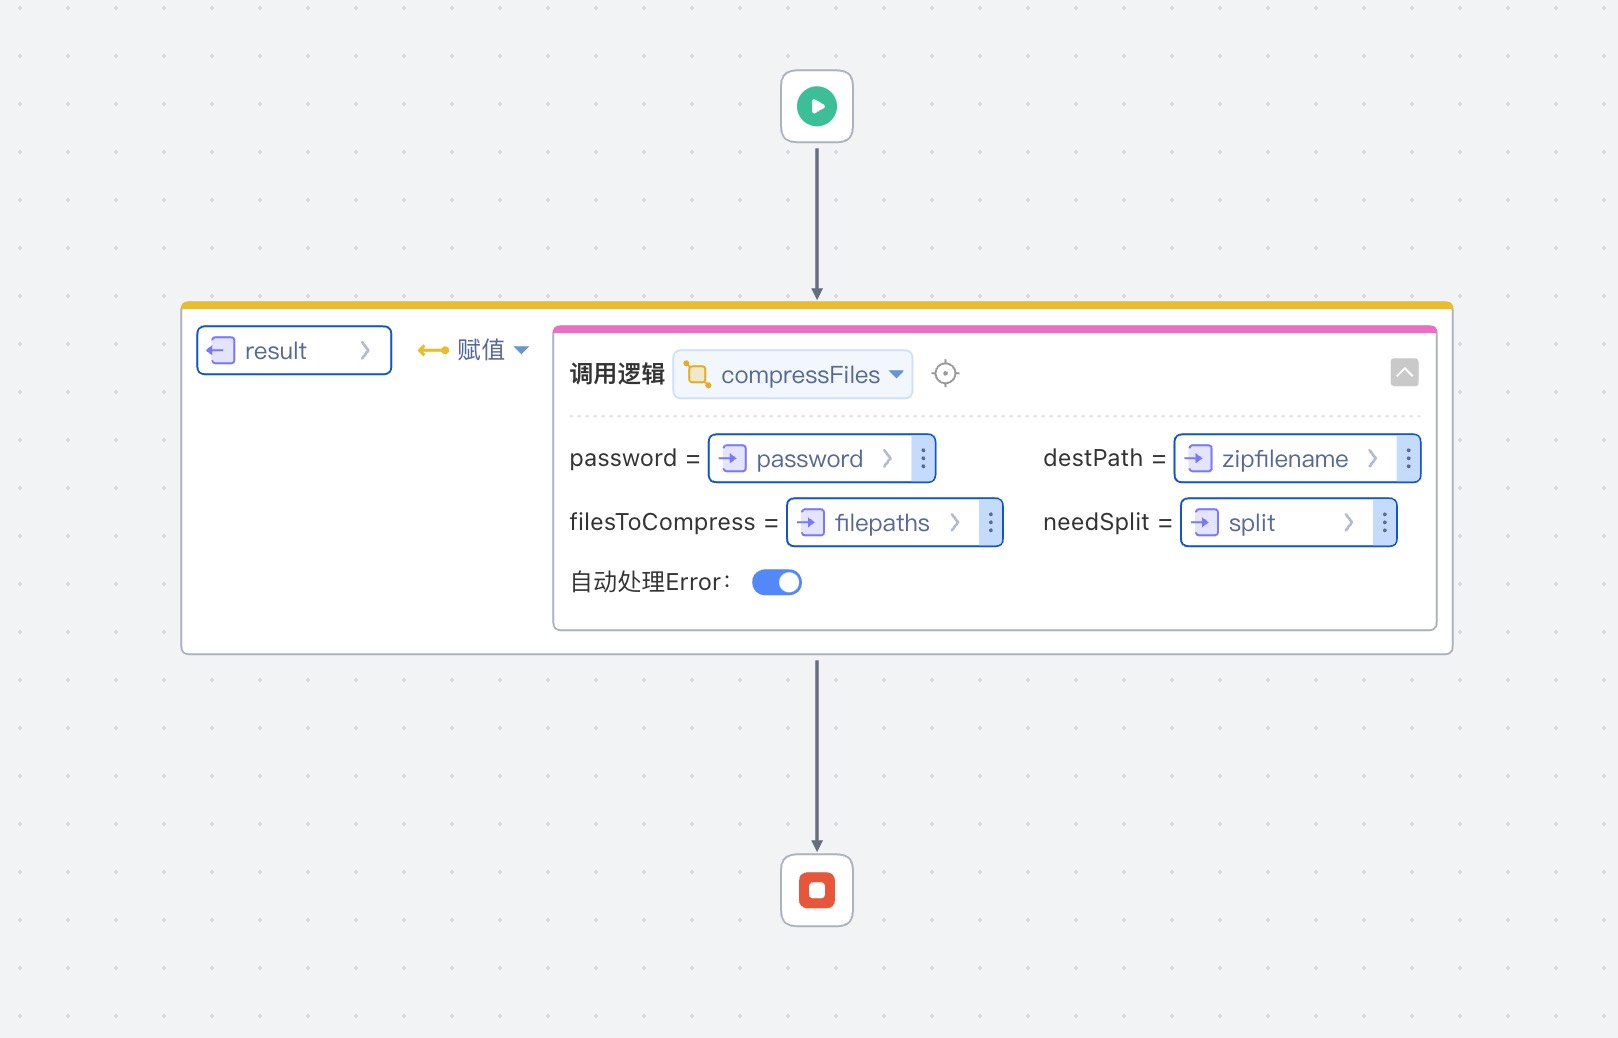 result 赋值
调用逻辑 compressFiles
password = password destPath = zipfilename
filesToCompress = filepaths needSplit = split
自动处理Error: